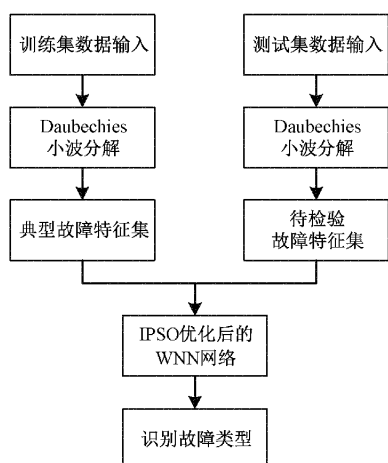 训练集数据输入
测试集数据输入
Daubechies
小波分解
Daubechies
小波分解
典型故障特征集
待检验
故障特征集
IPSO优化后的
WNN网络
识别故障类型